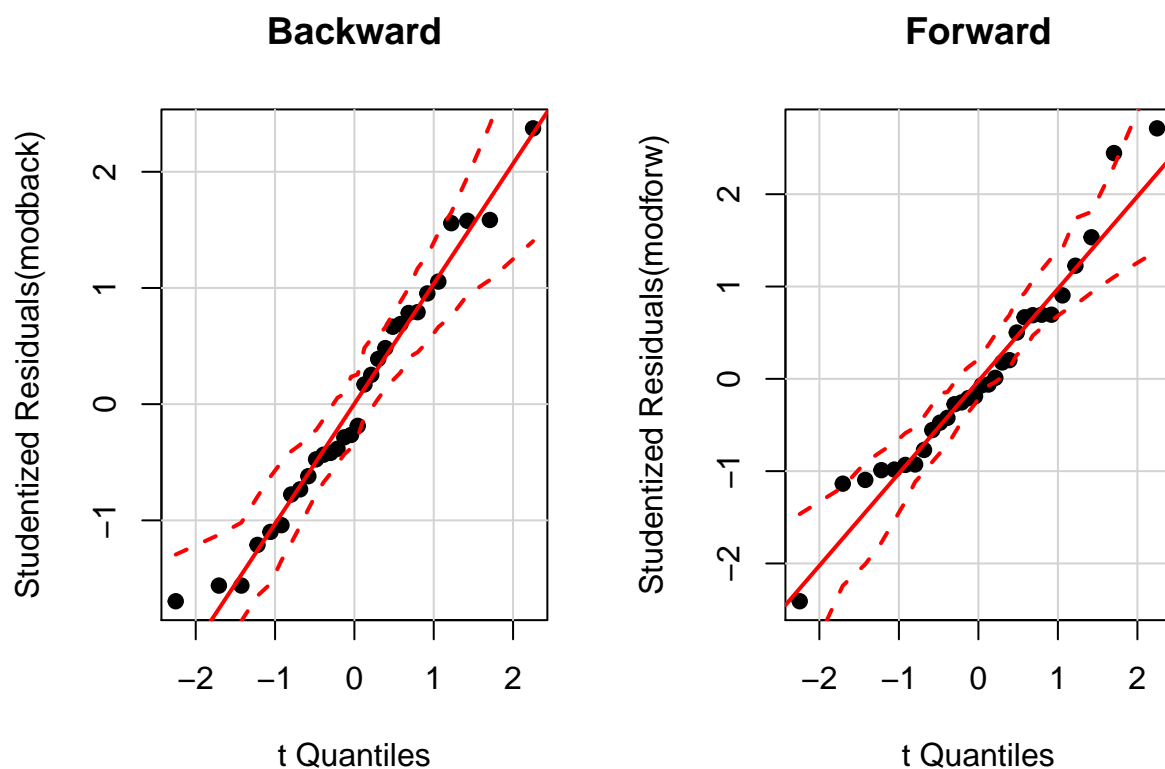 Backward
Studentized Residuals(modback)
2
1
0
−1
−2 −1 0 1 2
t Quantiles
Forward
Studentized Residuals(modforw)
2
1
0
−1
−2
−2 −1 0 1 2
t Quantiles